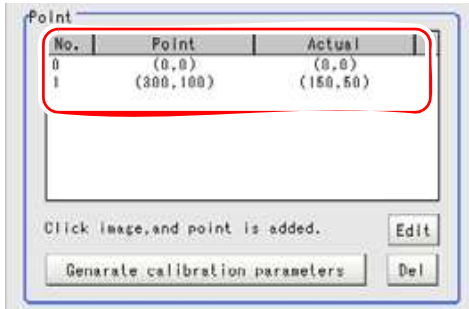 Point
No. Point Actual
0 (0,0) (0,0)
1 (300,100) (150,50)
Click image,and point is added. Edit
Genarate calibration parameters Del